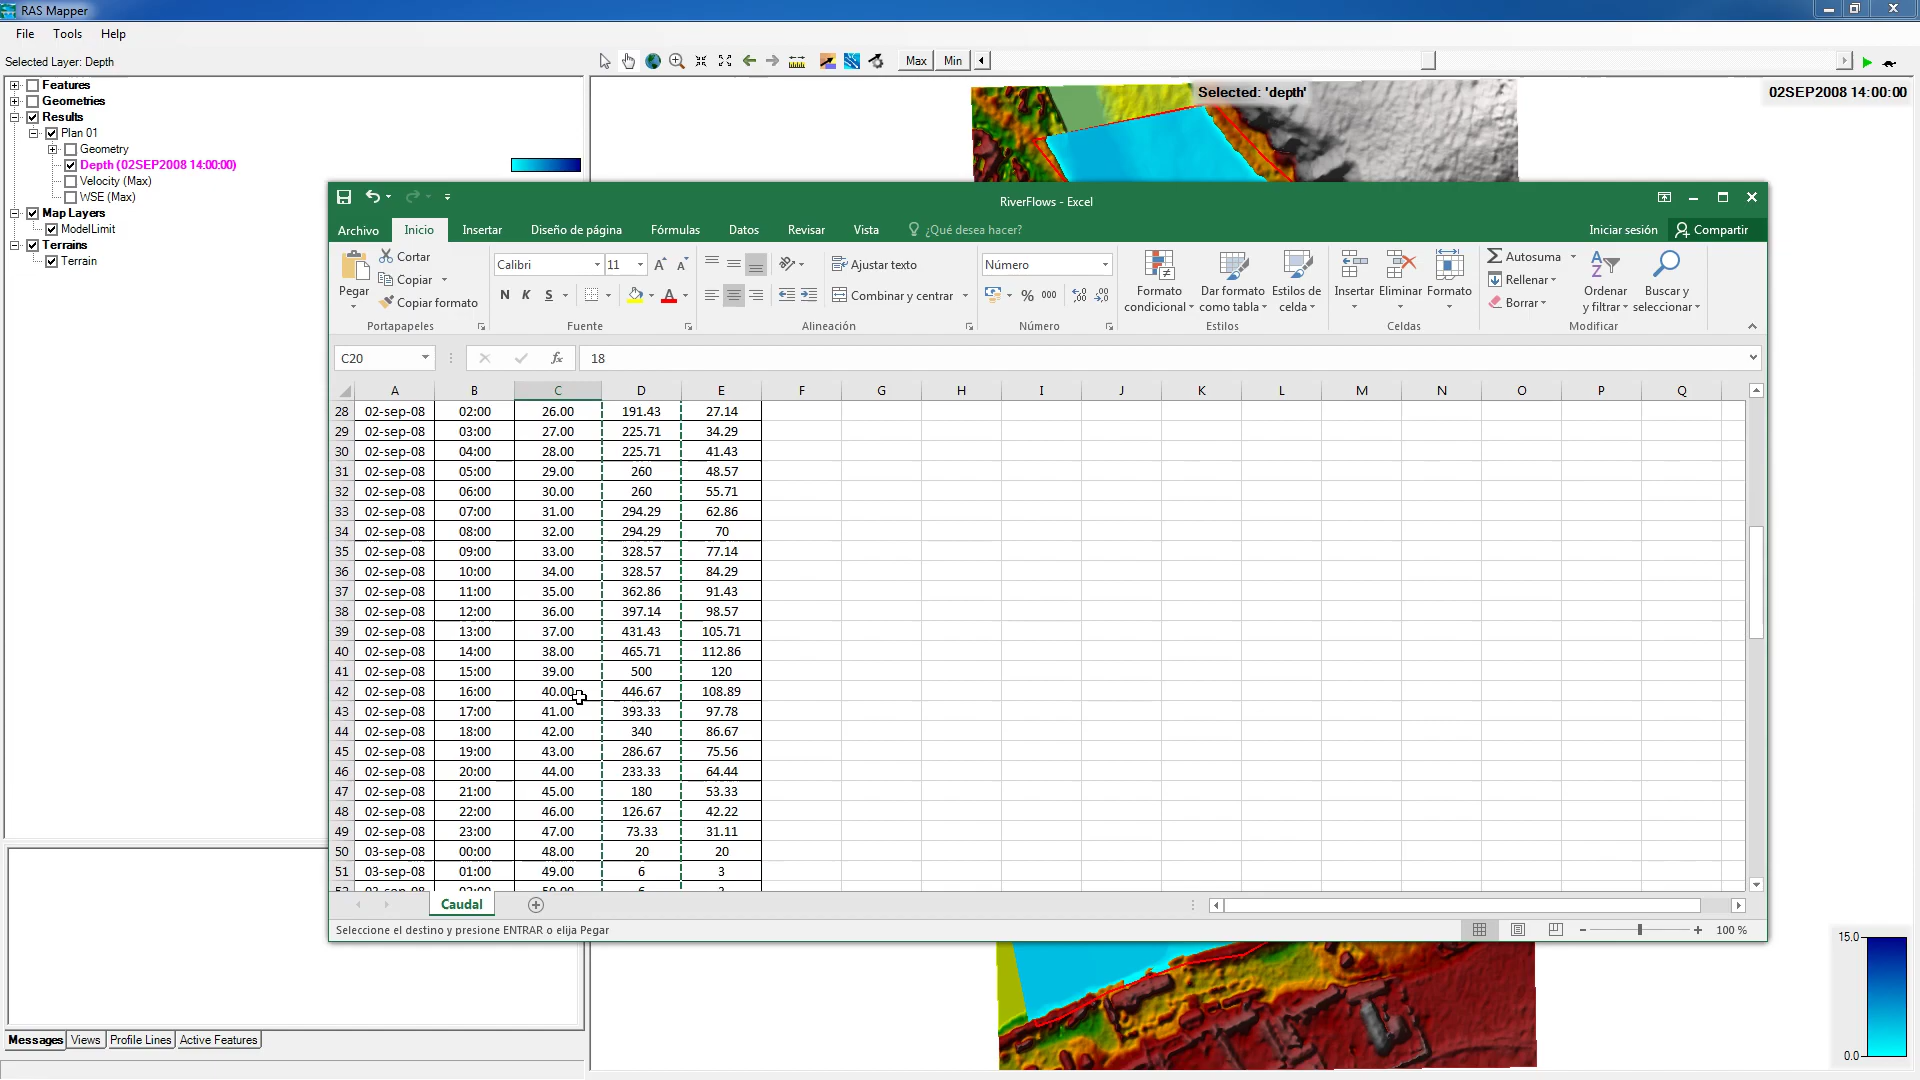 RAS Mapper
File Tools Help
Selected Layer: Depth
Max Min
Features
Geometries
Results
Plan 01
Geometry
Depth (02SEP2008 14:00:00)
Velocity (Max)
WSE (Max)
Map Layers
ModelLimit
Terrains
Terrain
Selected: 'depth'
02SEP2008 14:00:00
RiverFlows - Excel
Archivo Inicio Insertar Diseño de página Fórmulas Datos Revisar Vista ¿Qué desea hacer? Iniciar sesión Compartir
Pegar
Cortar
Copiar
Copiar formato
Portapapeles
Calibri 11
N K S
Fuente
Ajustar texto
Combinar y centrar
Alineación
Número
% 000
Número
Formato condicional
Dar formato como tabla
Estilos de celda
Estilos
Insertar Eliminar Formato
Celdas
Autosuma
Rellenar
Borrar
Ordenar y filtrar
Buscar y seleccionar
Modificar
C20 fx 18
A B C D E F G H I J K L M N O P Q
28 02-sep-08 02:00 26.00 191.43 27.14
29 02-sep-08 03:00 27.00 225.71 34.29
30 02-sep-08 04:00 28.00 225.71 41.43
31 02-sep-08 05:00 29.00 260 48.57
32 02-sep-08 06:00 30.00 260 55.71
33 02-sep-08 07:00 31.00 294.29 62.86
34 02-sep-08 08:00 32.00 294.29 70
35 02-sep-08 09:00 33.00 328.57 77.14
36 02-sep-08 10:00 34.00 328.57 84.29
37 02-sep-08 11:00 35.00 362.86 91.43
38 02-sep-08 12:00 36.00 397.14 98.57
39 02-sep-08 13:00 37.00 431.43 105.71
40 02-sep-08 14:00 38.00 465.71 112.86
41 02-sep-08 15:00 39.00 500 120
42 02-sep-08 16:00 40.00 446.67 108.89
43 02-sep-08 17:00 41.00 393.33 97.78
44 02-sep-08 18:00 42.00 340 86.67
45 02-sep-08 19:00 43.00 286.67 75.56
46 02-sep-08 20:00 44.00 233.33 64.44
47 02-sep-08 21:00 45.00 180 53.33
48 02-sep-08 22:00 46.00 126.67 42.22
49 02-sep-08 23:00 47.00 73.33 31.11
50 03-sep-08 00:00 48.00 20 20
51 03-sep-08 01:00 49.00 6 3
Caudal
Seleccione el destino y presione ENTRAR o elija Pegar
100 %
15.0
0.0
Messages Views Profile Lines Active Features